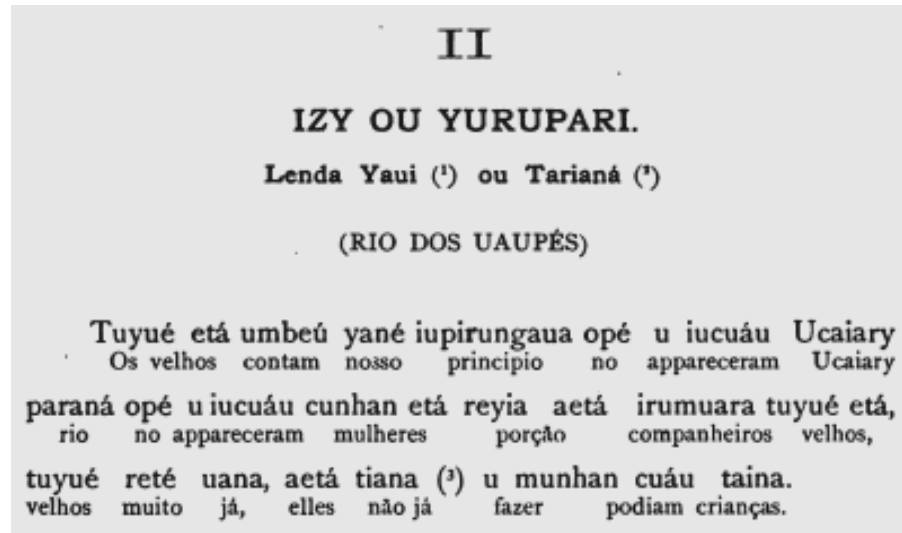 II
IZY OU YURUPARI.
Lenda Yaui (¹) ou Tarianá (²)
(RIO DOS UAUPÉS)
Tuyué etá umbeú yané iupirungaua opé u iucuáu Ucaiary
Os velhos contam nosso principio no appareceram Ucaiary
paraná opé u iucuáu cunhan etá reyia aetá irumuara tuyué etá,
rio no appareceram mulheres porção companheiros velhos,
tuyué reté uana, aetá tiana (³) u munhan cuáu taina.
velhos muito já, elles não já fazer podiam crianças.